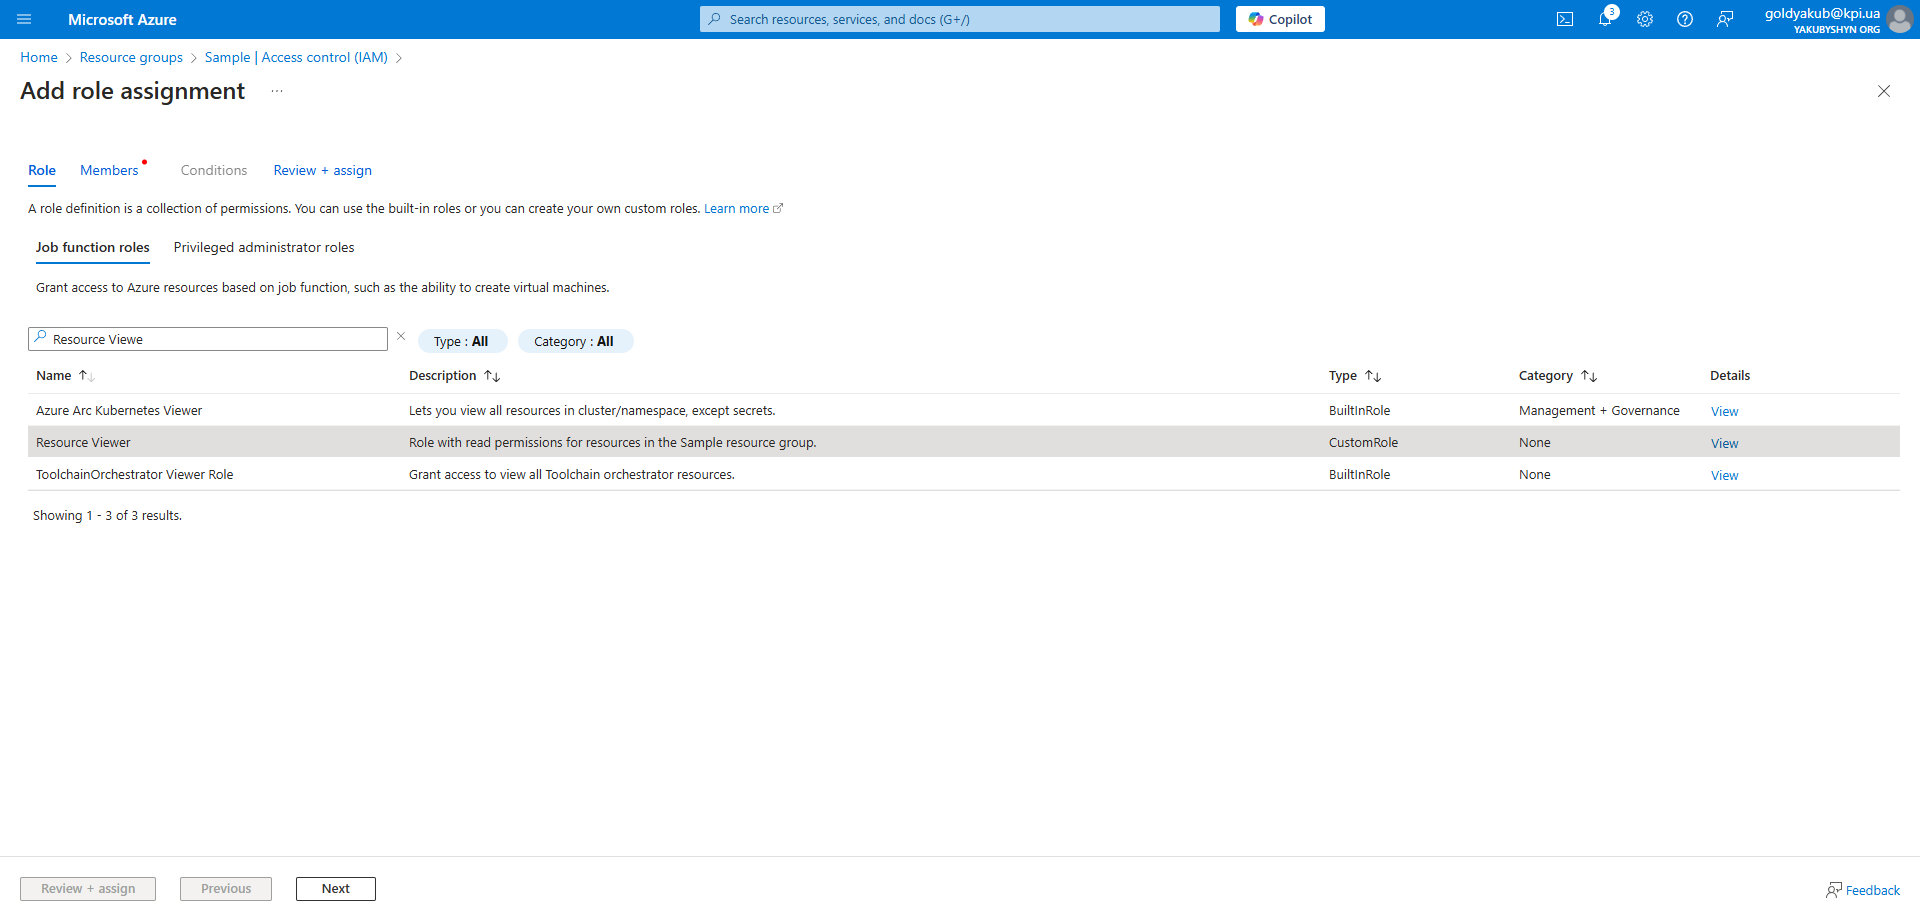 Microsoft Azure
Search resources, services, and docs (G+/)
Copilot
3
goldyakub@kpi.ua
YAKUBYSHYN ORG
Home > Resource groups > Sample | Access control (IAM) >
Add role assignment ...
Role Members Conditions Review + assign
A role definition is a collection of permissions. You can use the built-in roles or you can create your own custom roles. Learn more
Job function roles Privileged administrator roles
Grant access to Azure resources based on job function, such as the ability to create virtual machines.
Resource Viewe
Type : All Category : All
Name ↑↓ Description ↑↓ Type ↑↓ Category ↑↓ Details
Azure Arc Kubernetes Viewer Lets you view all resources in cluster/namespace, except secrets. BuiltInRole Management + Governance View
Resource Viewer Role with read permissions for resources in the Sample resource group. CustomRole None View
ToolchainOrchestrator Viewer Role Grant access to view all Toolchain orchestrator resources. BuiltInRole None View
Showing 1 - 3 of 3 results.
Review + assign Previous Next
Feedback